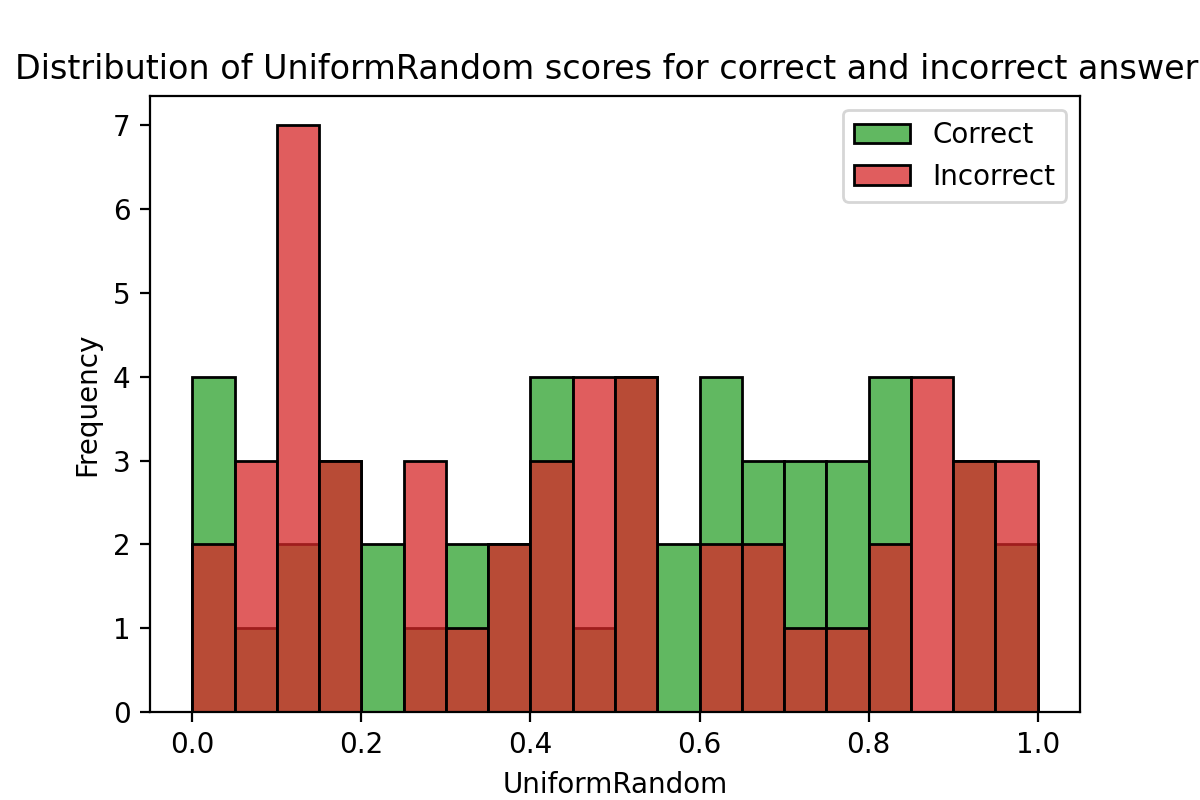 Distribution of UniformRandom scores for correct and incorrect answer
Correct
Incorrect
Frequency
7
6
5
4
3
2
1
0
0.0 0.2 0.4 0.6 0.8 1.0
UniformRandom